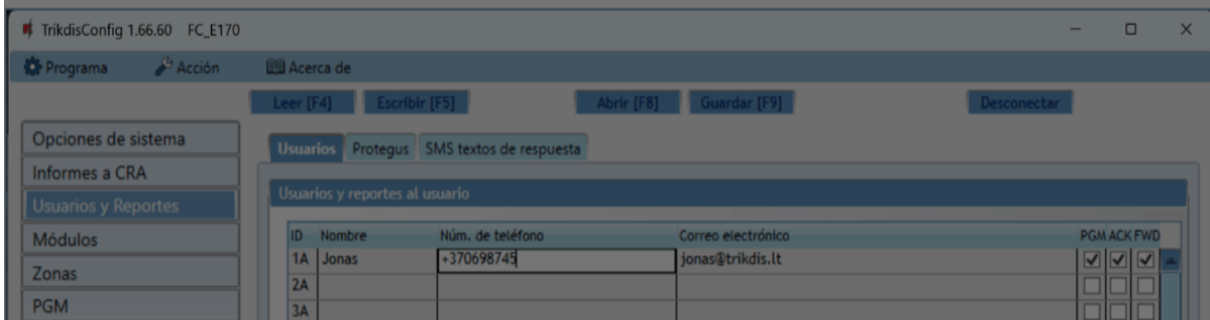 TrikdisConfig 1.66.60 FC_E170
Programa Acción Acerca de
Leer [F4] Escribir [F5] Abrir [F8] Guardar [F9] Desconectar
Opciones de sistema
Informes a CRA
Usuarios y Reportes
Módulos
Zonas
PGM
Usuarios Protegus SMS textos de respuesta
Usuarios y reportes al usuario
ID Nombre Núm. de teléfono Correo electrónico PGM ACK FWD
1A Jonas +370698745 jonas@trikdis.lt
2A
3A